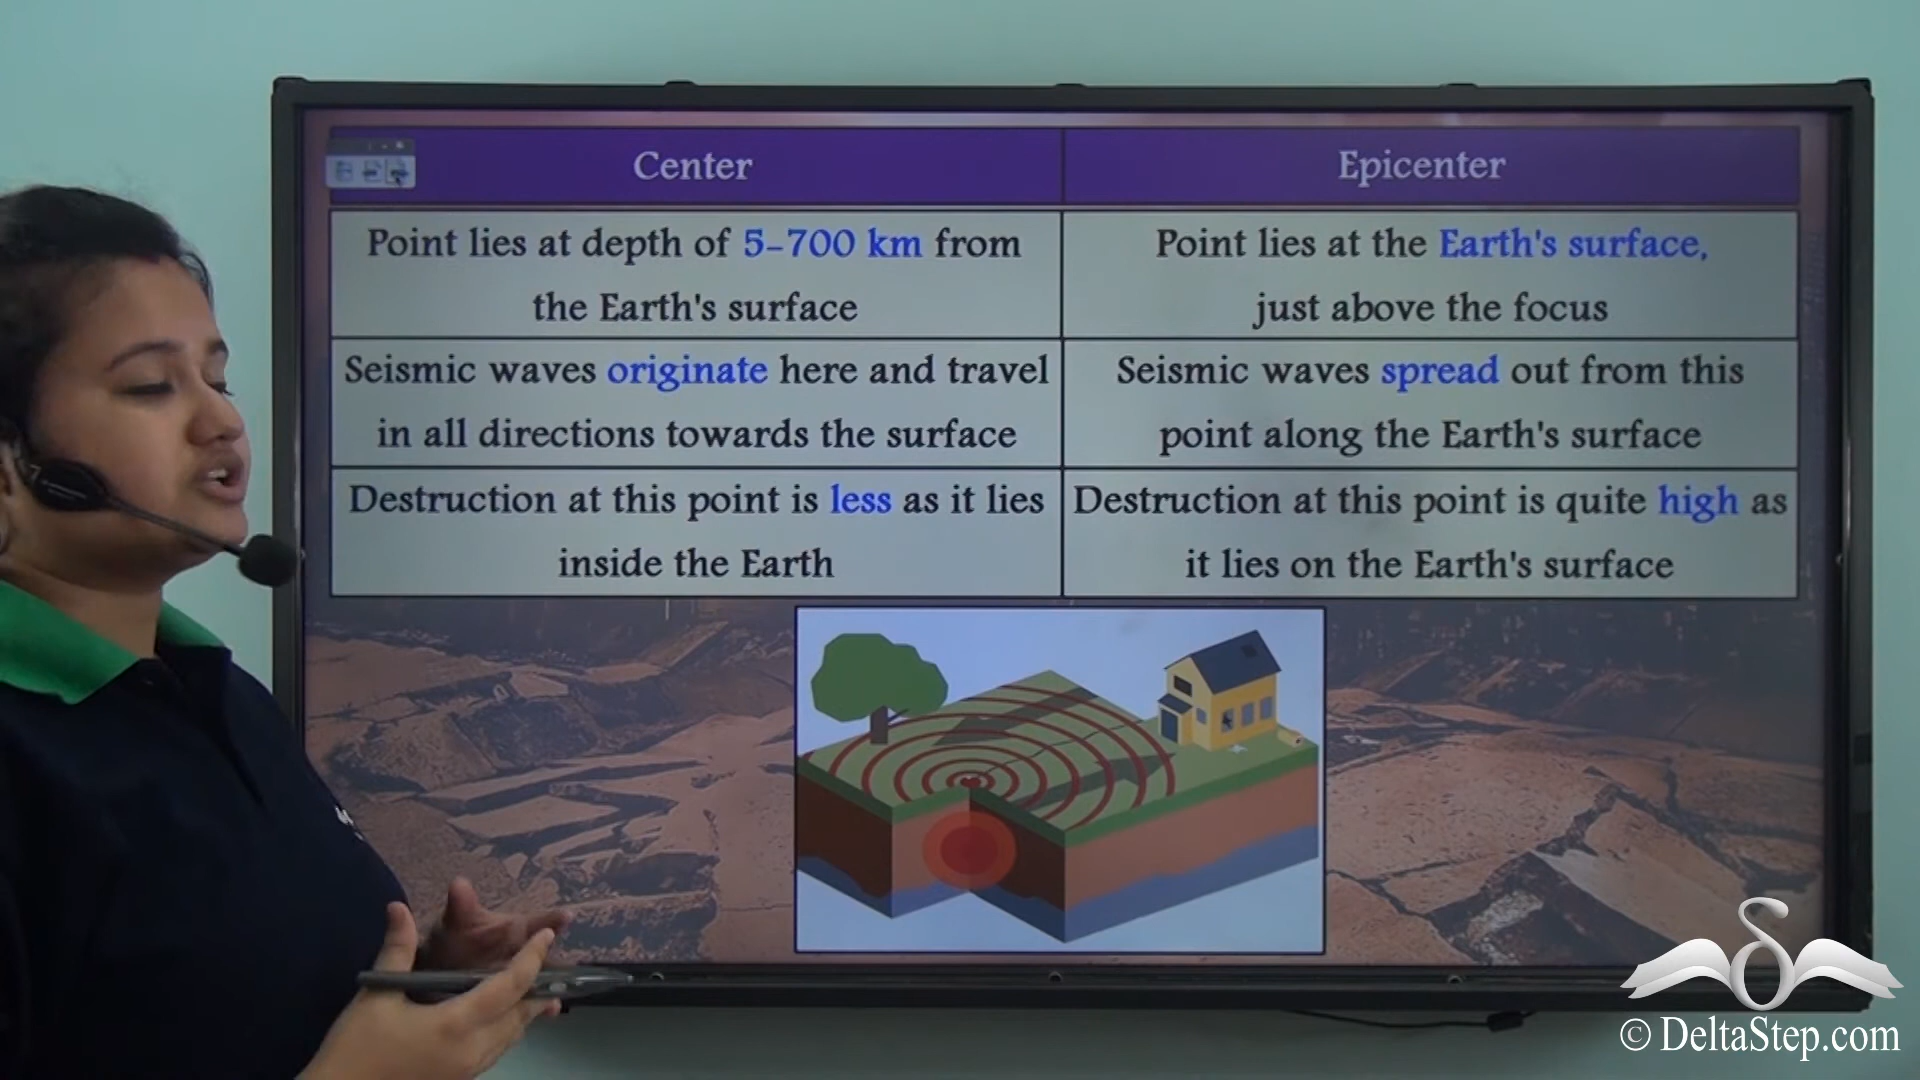 Center
Epicenter
Point lies at depth of 5-700 km from
the Earth's surface
Point lies at the Earth's surface,
just above the focus
Seismic waves originate here and travel
in all directions towards the surface
Seismic waves spread out from this
point along the Earth's surface
Destruction at this point is less as it lies
inside the Earth
Destruction at this point is quite high as
it lies on the Earth's surface
© DeltaStep.com